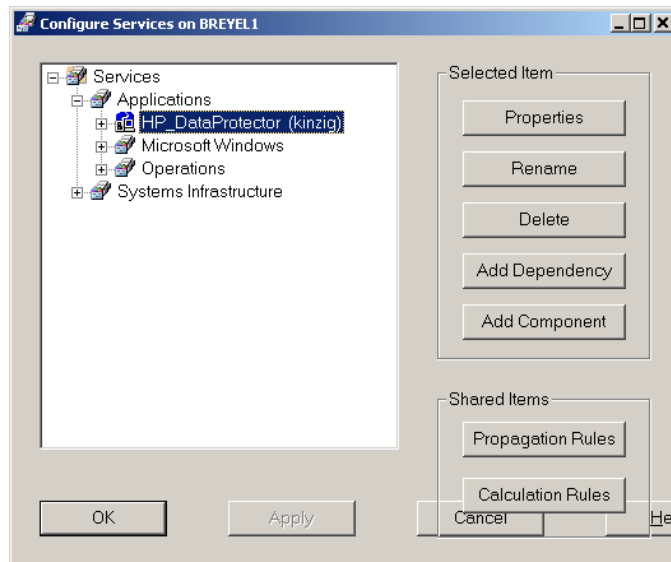 Configure Services on BREYEL1
Services
Applications
HP_DataProtector (kinzig)
Microsoft Windows
Operations
Systems Infrastructure
Selected Item
Properties
Rename
Delete
Add Dependency
Add Component
Shared Items
Propagation Rules
Calculation Rules
OK
Apply
Cancel
He